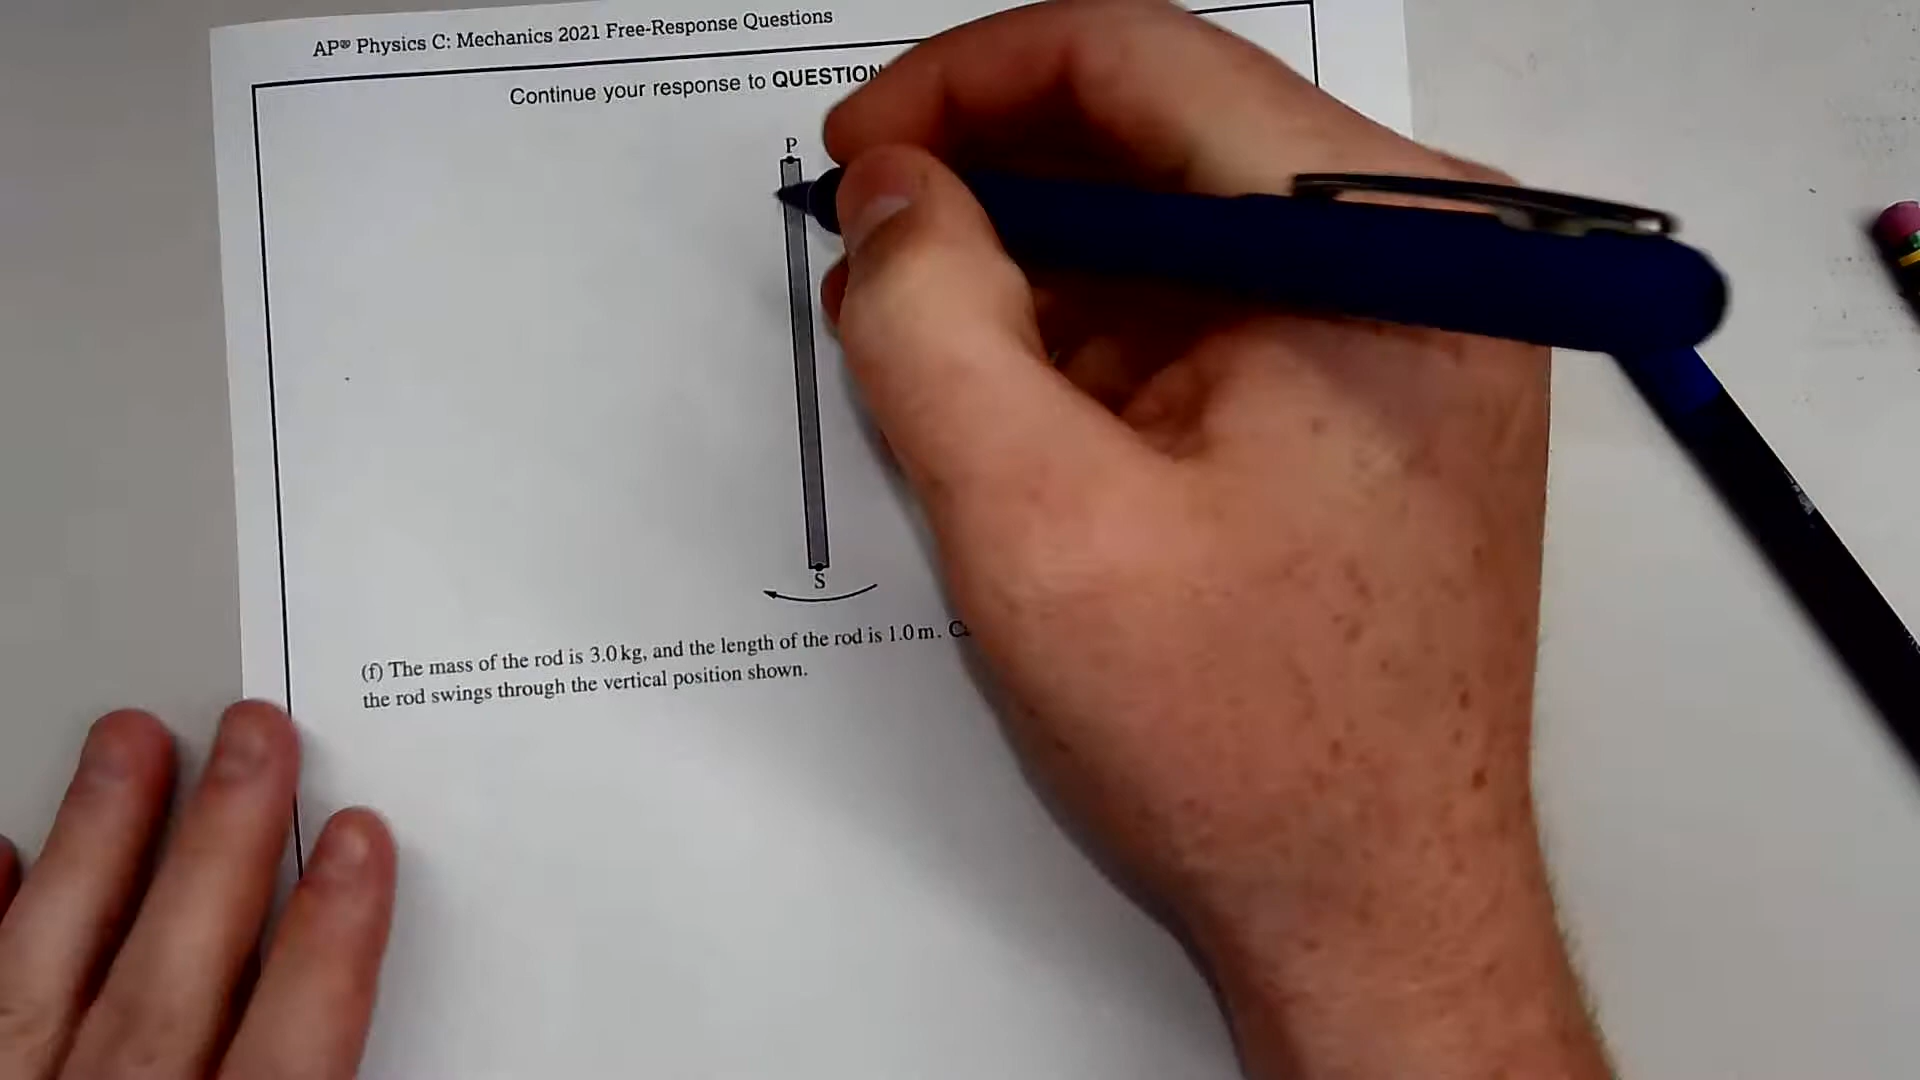 AP® Physics C: Mechanics 2021 Free-Response Questions
Continue your response to QUESTION
P
S
(f) The mass of the rod is 3.0 kg, and the length of the rod is 1.0 m.
the rod swings through the vertical position shown.